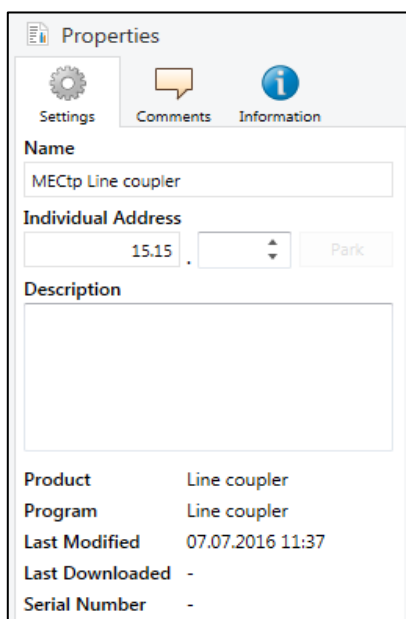 Properties
Settings Comments Information
Name
MECtp Line coupler
Individual Address
15.15 . Park
Description
Product Line coupler
Program Line coupler
Last Modified 07.07.2016 11:37
Last Downloaded -
Serial Number -